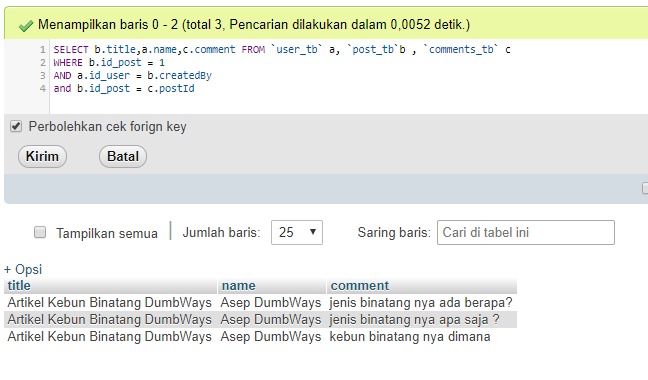 Menampilkan baris 0 - 2 (total 3, Pencarian dilakukan dalam 0,0052 detik.)
1 SELECT b.title,a.name,c.comment FROM `user_tb` a, `post_tb`b , `comments_tb` c
2 WHERE b.id_post = 1
3 AND a.id_user = b.createdBy
4 and b.id_post = c.postId
Perbolehkan cek forign key
Kirim Batal
Tampilkan semua Jumlah baris: 25 Saring baris: Cari di tabel ini
+ Opsi
title name comment
Artikel Kebun Binatang DumbWays Asep DumbWays jenis binatang nya ada berapa?
Artikel Kebun Binatang DumbWays Asep DumbWays jenis binatang nya apa saja ?
Artikel Kebun Binatang DumbWays Asep DumbWays kebun binatang nya dimana